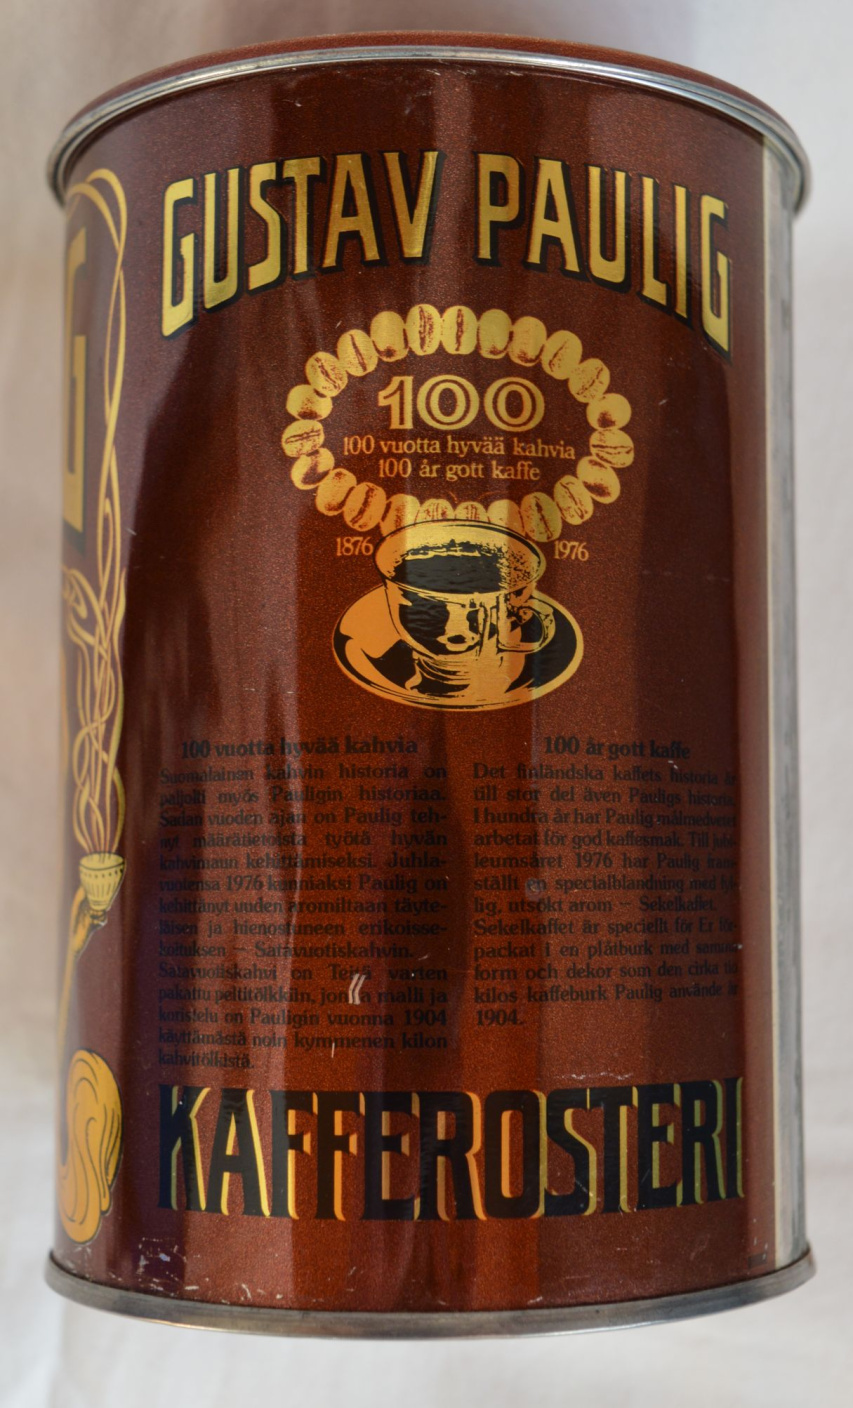 GUSTAV PAULIG
G
100
100 vuotta hyvää kahvia
100 år gott kaffe
1876
1976
100 vuotta hyvää kahvia
Suomalainan kahvin historia on
paljolti myös Pauligin historiaa.
Sadan vuoden ajan on Paulig teh-
nyt määrätietoista työtä hyvän
kahvimaun kehittämiseksi. Juhla-
vuotensa 1976 kunniaksi Paulig on
kehittänyt uuden aromiltaan täyte-
läisen ja hienostuneen erikoisse-
koituksen – Satavuotiskahvin.
Satavuotiskahvi on Teitä varten
pakattu peltitölkkiin, jonka malli ja
koristelu on Pauligin vuonna 1904
käyttämästä noin kymmenen kilon
kahvitölkistä.
100 år gott kaffe
Det finländska kaffets historia är
till stor del även Pauligs historia.
I hundra år har Paulig målmedvetet
arbetat för god kaffesmak. Till jubi-
leumsåret 1976 har Paulig fram-
ställt en specialblandning med fyl-
lig, utsökt arom – Sekelkaffet.
Sekelkaffet är speciellt för Er för-
packat i en plåtburk med samma
form och dekor som den cirka tio
kilos kaffeburk Paulig använde år
1904.
KAFFEROSTERI